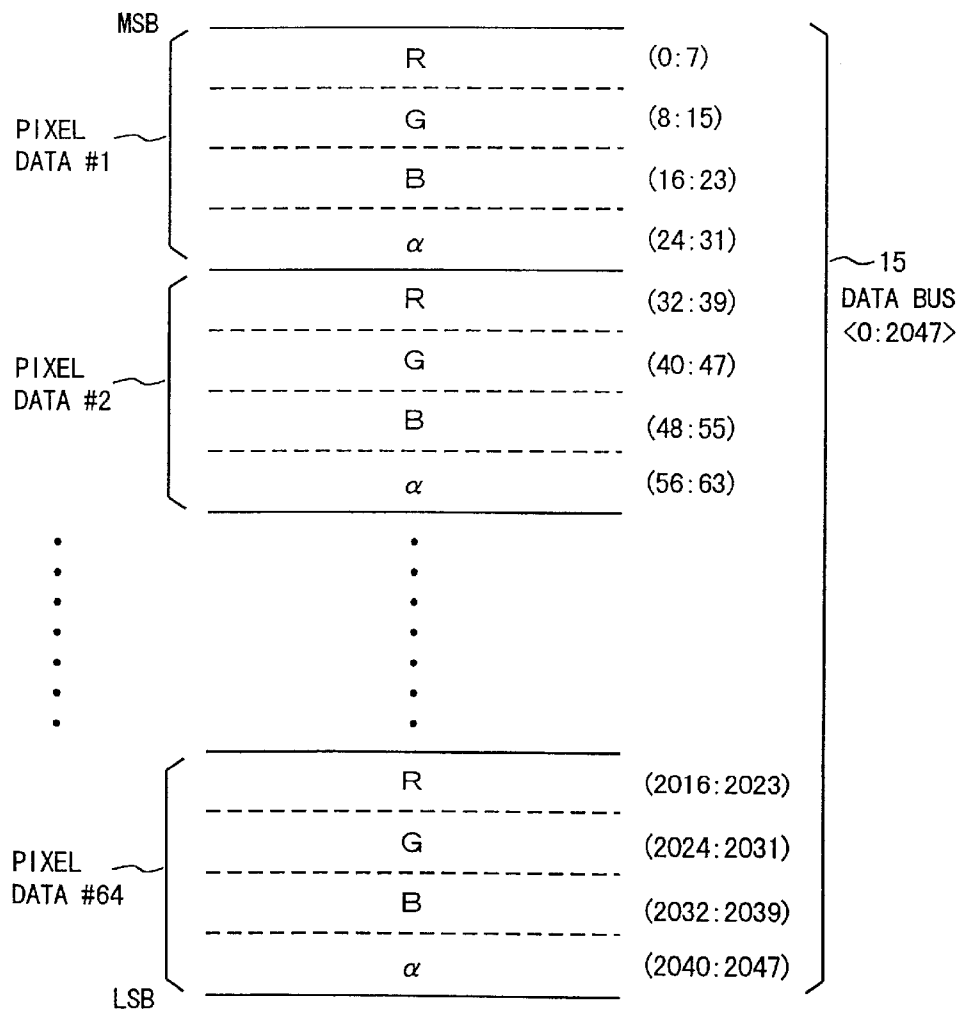 MSB
R (0:7)
G (8:15)
PIXEL
DATA #1
B (16:23)
α (24:31)
15
DATA BUS
<0:2047>
R (32:39)
G (40:47)
PIXEL
DATA #2
B (48:55)
α (56:63)
R (2016:2023)
G (2024:2031)
PIXEL
DATA #64
B (2032:2039)
α (2040:2047)
LSB